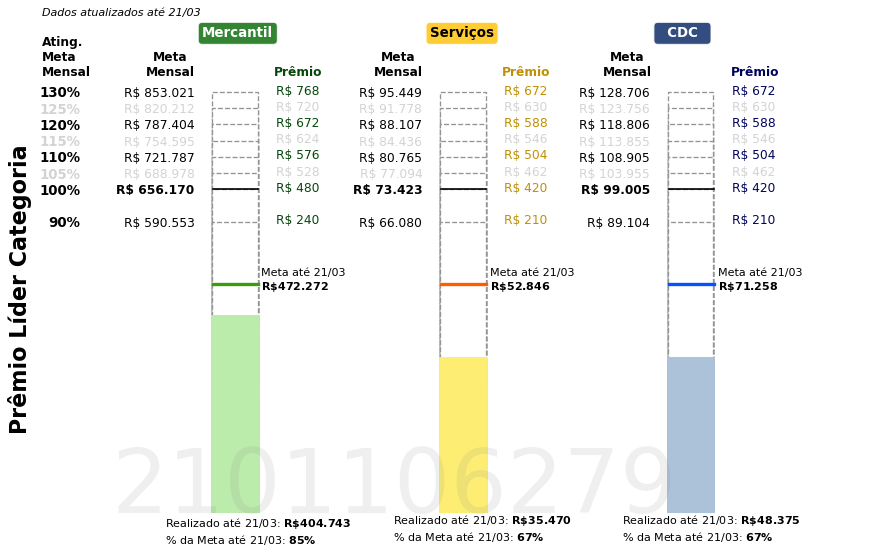 Dados atualizados até 21/03
Mercantil Serviços CDC
Ating. Meta Mensal
Meta Mensal Prêmio Meta Mensal Prêmio Meta Mensal Prêmio
130% R$ 853.021 R$ 768 R$ 95.449 R$ 672 R$ 128.706 R$ 672
125% R$ 820.212 R$ 720 R$ 91.778 R$ 630 R$ 123.756 R$ 630
120% R$ 787.404 R$ 672 R$ 88.107 R$ 588 R$ 118.806 R$ 588
115% R$ 754.595 R$ 624 R$ 84.436 R$ 546 R$ 113.855 R$ 546
110% R$ 721.787 R$ 576 R$ 80.765 R$ 504 R$ 108.905 R$ 504
105% R$ 688.978 R$ 528 R$ 77.094 R$ 462 R$ 103.955 R$ 462
100% R$ 656.170 R$ 480 R$ 73.423 R$ 420 R$ 99.005 R$ 420
90% R$ 590.553 R$ 240 R$ 66.080 R$ 210 R$ 89.104 R$ 210
Prêmio Líder Categoria
Meta até 21/03 Meta até 21/03 Meta até 21/03
R$472.272 R$52.846 R$71.258
2101106279
Realizado até 21/03: R$404.743 Realizado até 21/03: R$35.470 Realizado até 21/03: R$48.375
% da Meta até 21/03: 85% % da Meta até 21/03: 67% % da Meta até 21/03: 67%